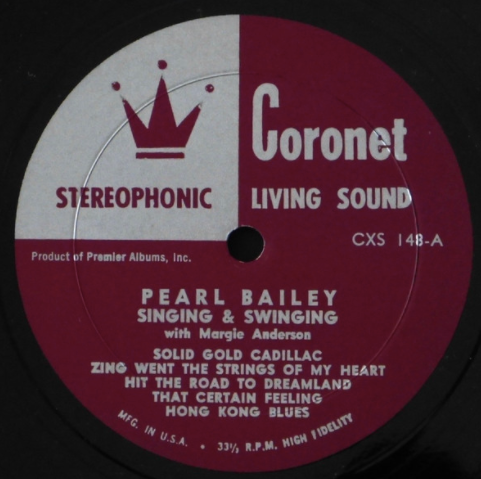 Coronet
STEREOPHONIC LIVING SOUND
CXS 148-A
Product of Premier Albums, Inc.
PEARL BAILEY
SINGING & SWINGING
with Margie Anderson
SOLID GOLD CADILLAC
ZING WENT THE STRINGS OF MY HEART
HIT THE ROAD TO DREAMLAND
THAT CERTAIN FEELING
HONG KONG BLUES
MFG. IN U.S.A. • 33⅓ R.P.M. HIGH FIDELITY